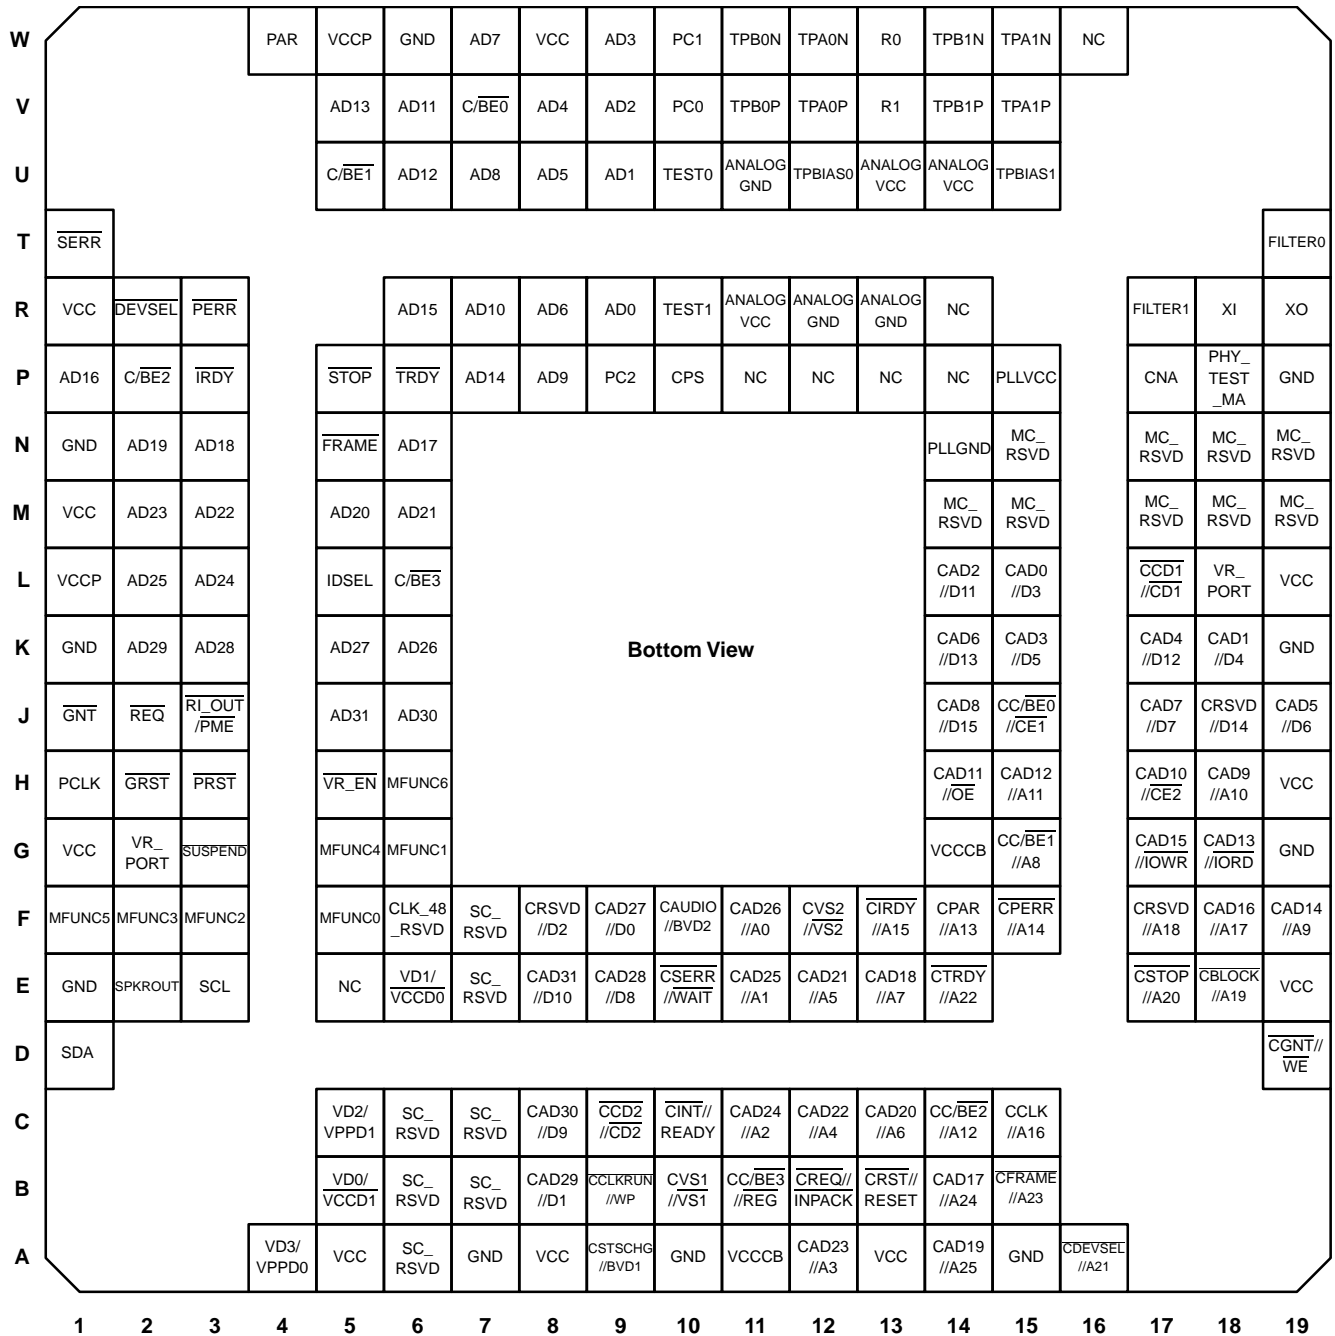 W PAR VCCP GND AD7 VCC AD3 PC1 TPB0N TPA0N R0 TPB1N TPA1N NC
V AD13 AD11 C/BE0 AD4 AD2 PC0 TPB0P TPA0P R1 TPB1P TPA1P
U C/BE1 AD12 AD8 AD5 AD1 TEST0 ANALOG GND TPBIAS0 ANALOG VCC ANALOG VCC TPBIAS1
T SERR FILTER0
R VCC DEVSEL PERR AD15 AD10 AD6 AD0 TEST1 ANALOG VCC ANALOG GND ANALOG GND NC FILTER1 XI XO
P AD16 C/BE2 IRDY STOP TRDY AD14 AD9 PC2 CPS NC NC NC NC PLLVCC CNA PHY_ TEST _MA GND
N GND AD19 AD18 FRAME AD17 PLLGND MC_ RSVD MC_ RSVD MC_ RSVD MC_ RSVD
M VCC AD23 AD22 AD20 AD21 MC_ RSVD MC_ RSVD MC_ RSVD MC_ RSVD MC_ RSVD
L VCCP AD25 AD24 IDSEL C/BE3 CAD2 //D11 CAD0 //D3 CCD1 //CD1 VR_ PORT VCC
K GND AD29 AD28 AD27 AD26 Bottom View CAD6 //D13 CAD3 //D5 CAD4 //D12 CAD1 //D4 GND
J GNT REQ RI_OUT /PME AD31 AD30 CAD8 //D15 CC/BE0 //CE1 CAD7 //D7 CRSVD //D14 CAD5 //D6
H PCLK GRST PRST VR_EN MFUNC6 CAD11 //OE CAD12 //A11 CAD10 //CE2 CAD9 //A10 VCC
G VCC VR_ PORT SUSPEND MFUNC4 MFUNC1 VCCCB CC/BE1 //A8 CAD15 //IOWR CAD13 //IORD GND
F MFUNC5 MFUNC3 MFUNC2 MFUNC0 CLK_48 _RSVD SC_ RSVD CRSVD //D2 CAD27 //D0 CAUDIO //BVD2 CAD26 //A0 CVS2 //VS2 CIRDY //A15 CPAR //A13 CPERR //A14 CRSVD //A18 CAD16 //A17 CAD14 //A9
E GND SPKROUT SCL NC VD1/ VCCD0 SC_ RSVD CAD31 //D10 CAD28 //D8 CSERR //WAIT CAD25 //A1 CAD21 //A5 CAD18 //A7 CTRDY //A22 CSTOP //A20 CBLOCK //A19 VCC
D SDA CGNT// WE
C VD2/ VPPD1 SC_ RSVD SC_ RSVD CAD30 //D9 CCD2 //CD2 CINT// READY CAD24 //A2 CAD22 //A4 CAD20 //A6 CC/BE2 //A12 CCLK //A16
B VD0/ VCCD1 SC_ RSVD SC_ RSVD CAD29 //D1 CCLKRUN //WP CVS1 //VS1 CC/BE3 //REG CREQ// INPACK CRST// RESET CAD17 //A24 CFRAME //A23
A VD3/ VPPD0 VCC SC_ RSVD GND VCC CSTSCHG //BVD1 GND VCCCB CAD23 //A3 VCC CAD19 //A25 GND CDEVSEL //A21
1 2 3 4 5 6 7 8 9 10 11 12 13 14 15 16 17 18 19